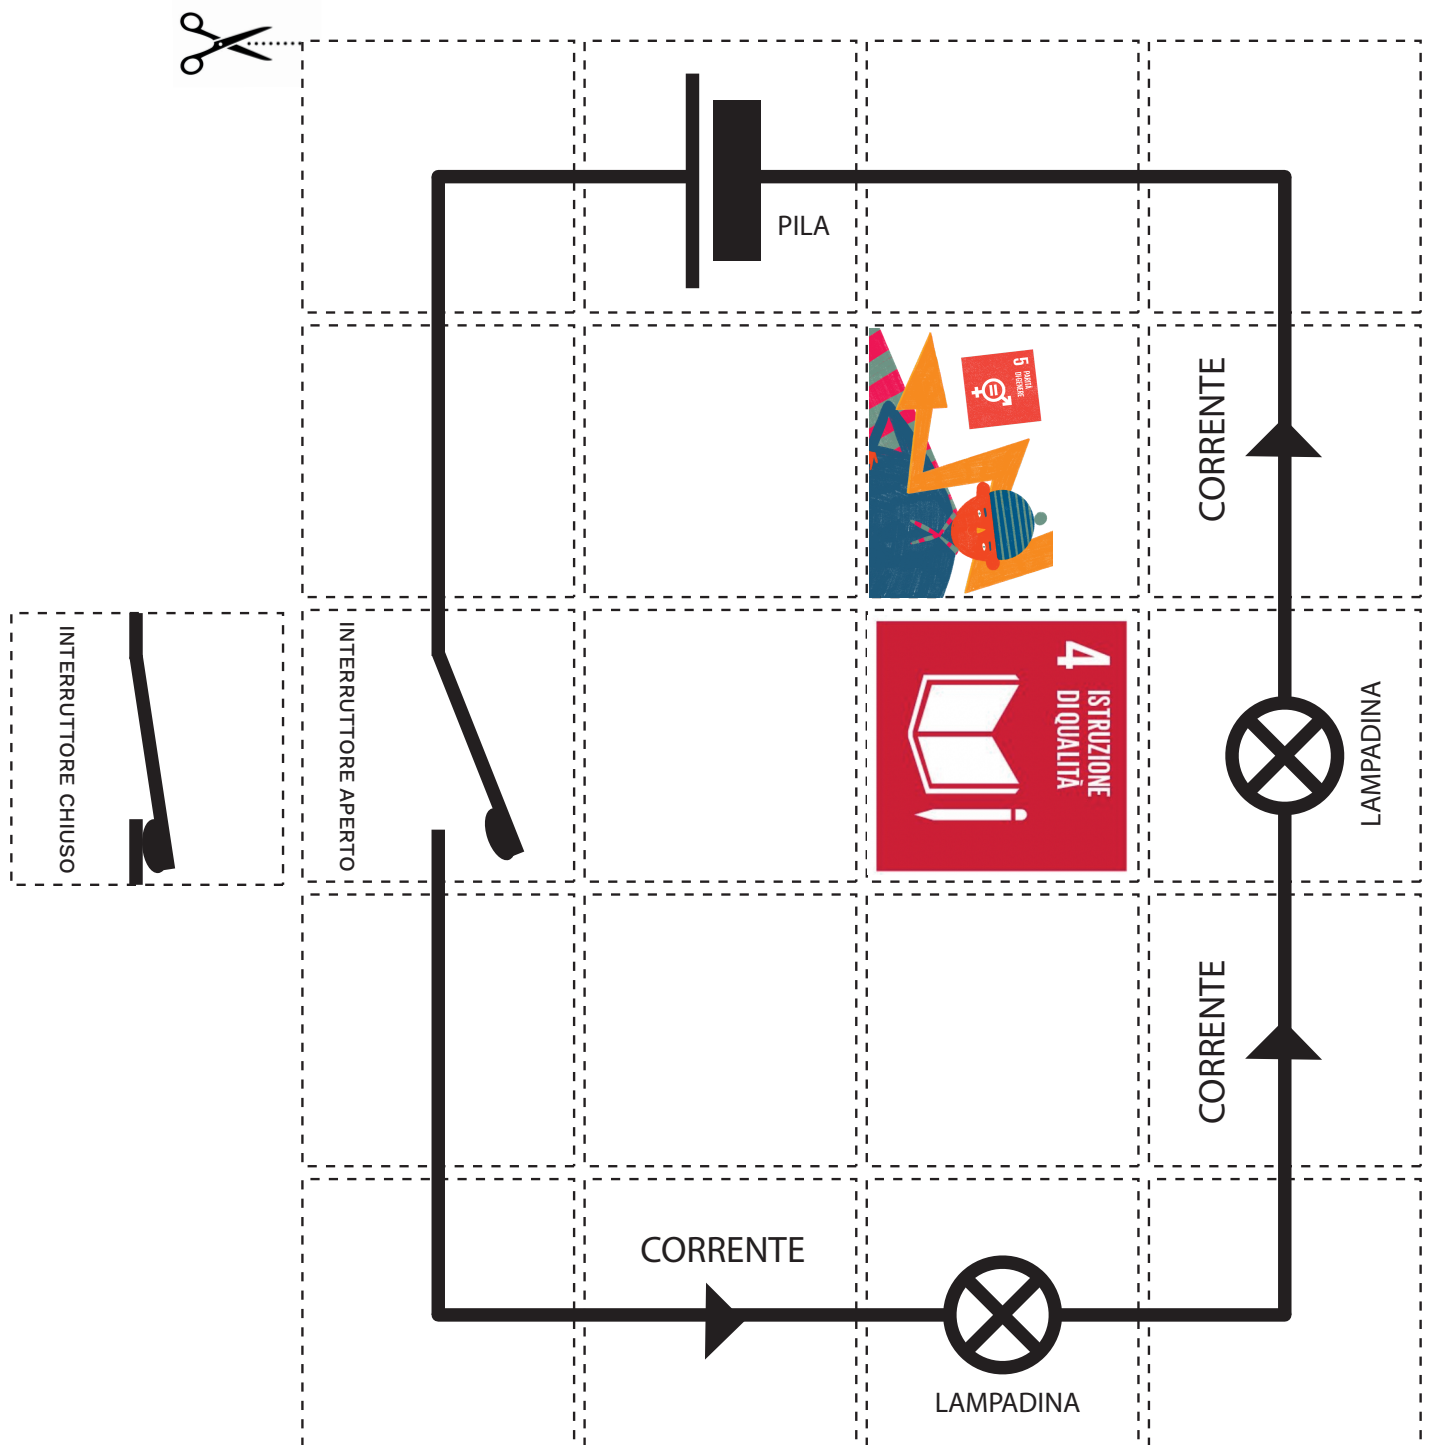 PILA
5
PARITÀ
DI GENERE
CORRENTE
INTERRUTTORE CHIUSO
INTERRUTTORE APERTO
4
ISTRUZIONE
DI QUALITÀ
LAMPADINA
CORRENTE
CORRENTE
LAMPADINA